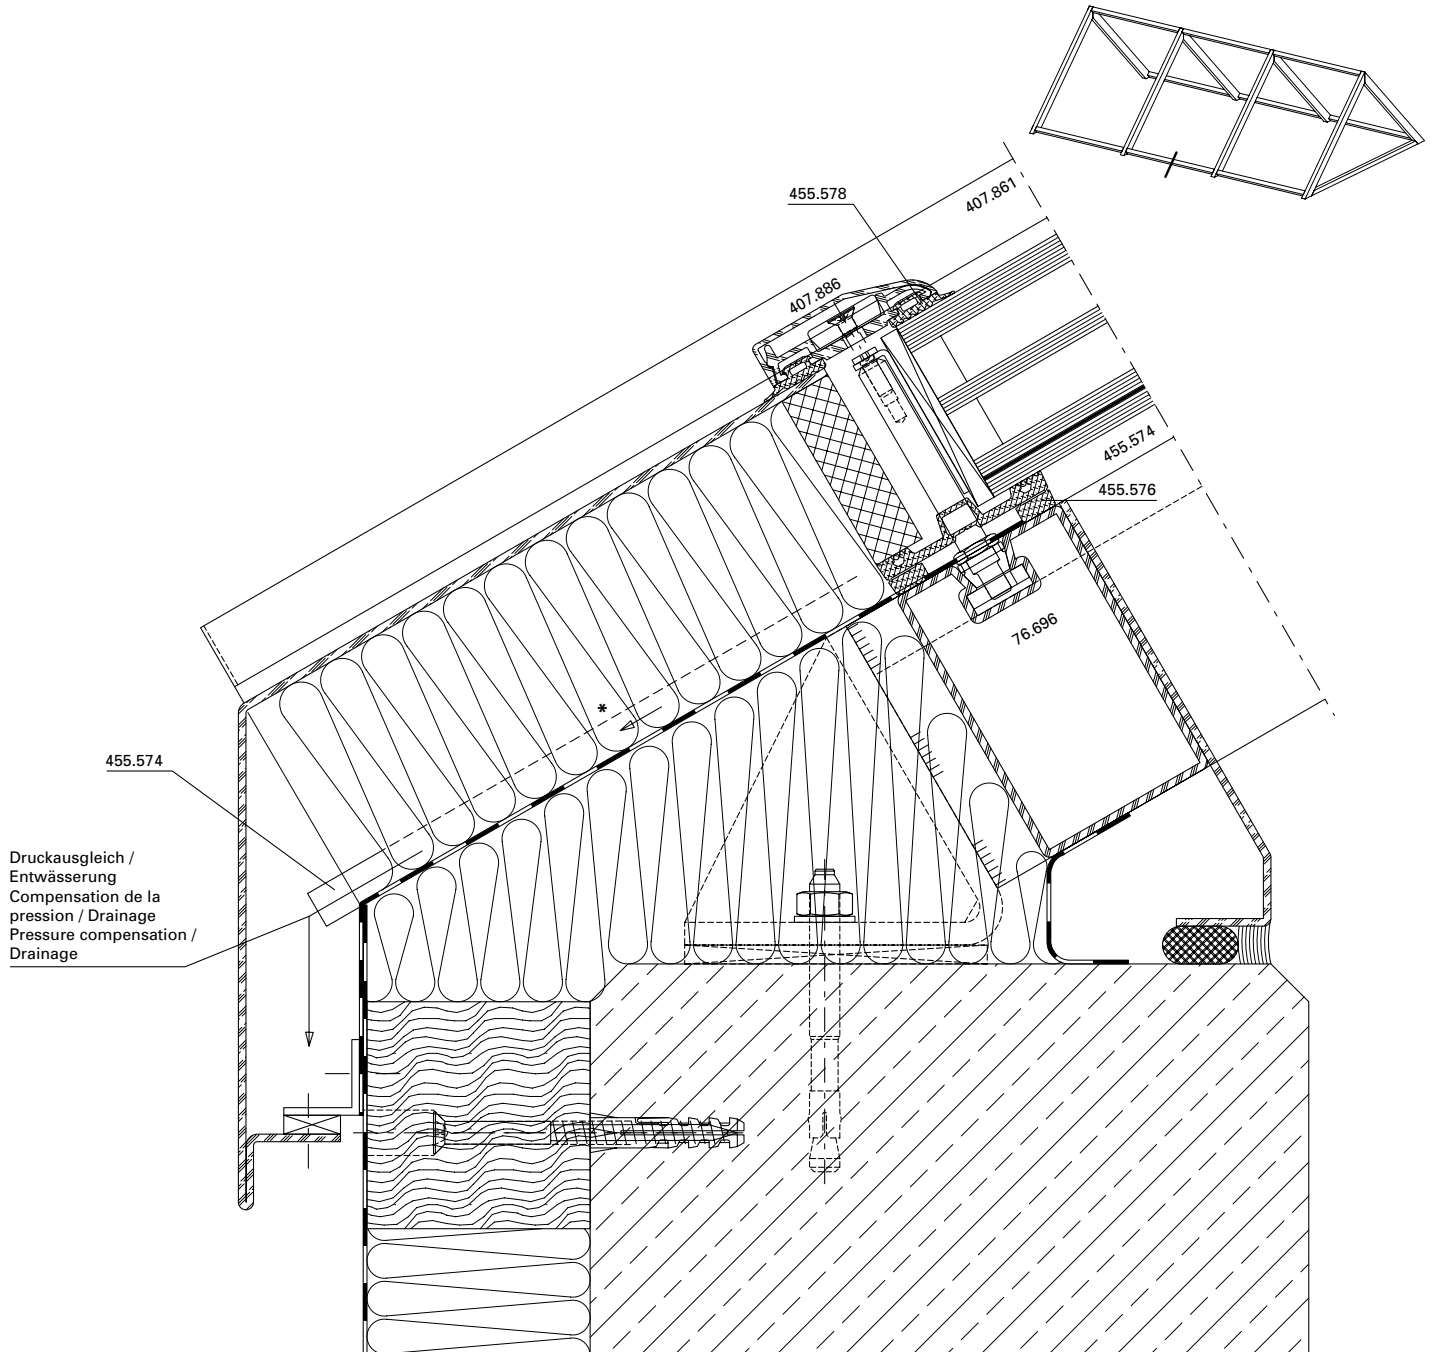 455.578
407.861
407.886
455.574
455.576
76.696
*
455.574
Druckausgleich /
Entwässerung
Compensation de la
pression / Drainage
Pressure compensation /
Drainage